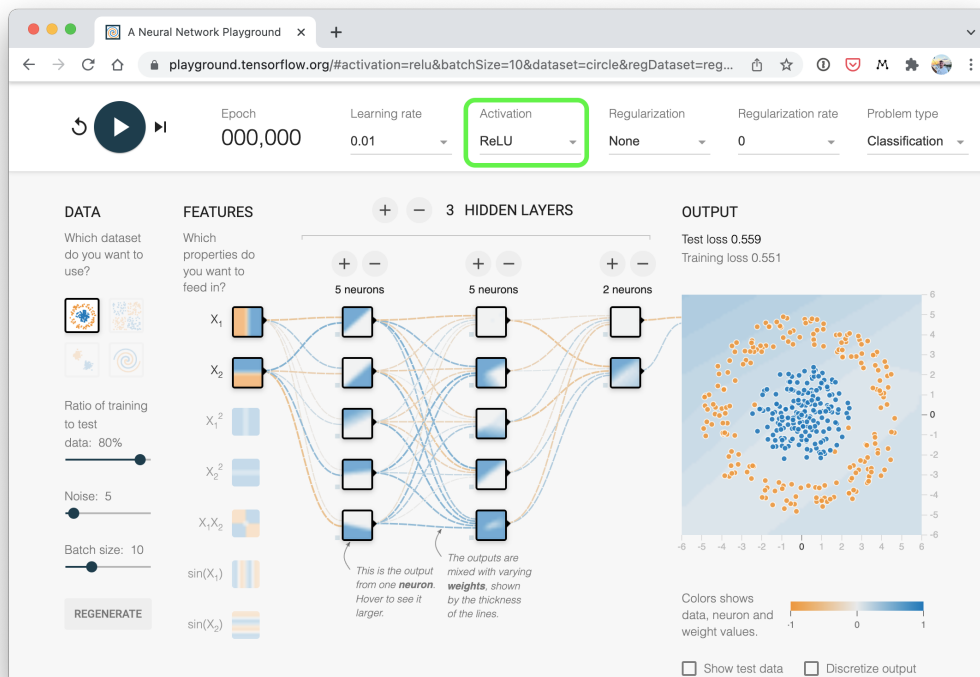 A Neural Network Playground
playground.tensorflow.org/#activation=relu&batchSize=10&dataset=circle&regDataset=reg...
Epoch
000,000
Learning rate
0.01
Activation
ReLU
Regularization
None
Regularization rate
0
Problem type
Classification
DATA
Which dataset
do you want to
use?
Ratio of training
to test
data: 80%
Noise: 5
Batch size: 10
REGENERATE
FEATURES
Which
properties do
you want to
feed in?
X₁
X₂
X₁²
X₂²
X₁X₂
sin(X₁)
sin(X₂)
+ − 3 HIDDEN LAYERS
+ − + − + −
5 neurons 5 neurons 2 neurons
This is the output
from one neuron.
Hover to see it
larger.
The outputs are
mixed with varying
weights, shown
by the thickness
of the lines.
OUTPUT
Test loss 0.559
Training loss 0.551
6
5
4
3
2
1
0
-1
-2
-3
-4
-5
-6
-6 -5 -4 -3 -2 -1 0 1 2 3 4 5 6
Colors shows
data, neuron and
weight values.
-1 0 1
Show test data Discretize output